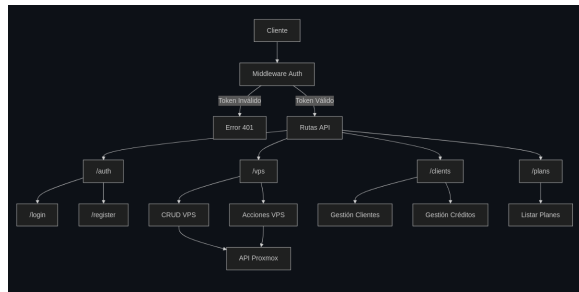 Cliente
Middleware Auth
Token Inválido
Token Válido
Error 401
Rutas API
/auth
/vps
/clients
/plans
/login
/register
CRUD VPS
Acciones VPS
Gestión Clientes
Gestión Créditos
Listar Planes
API Proxmox